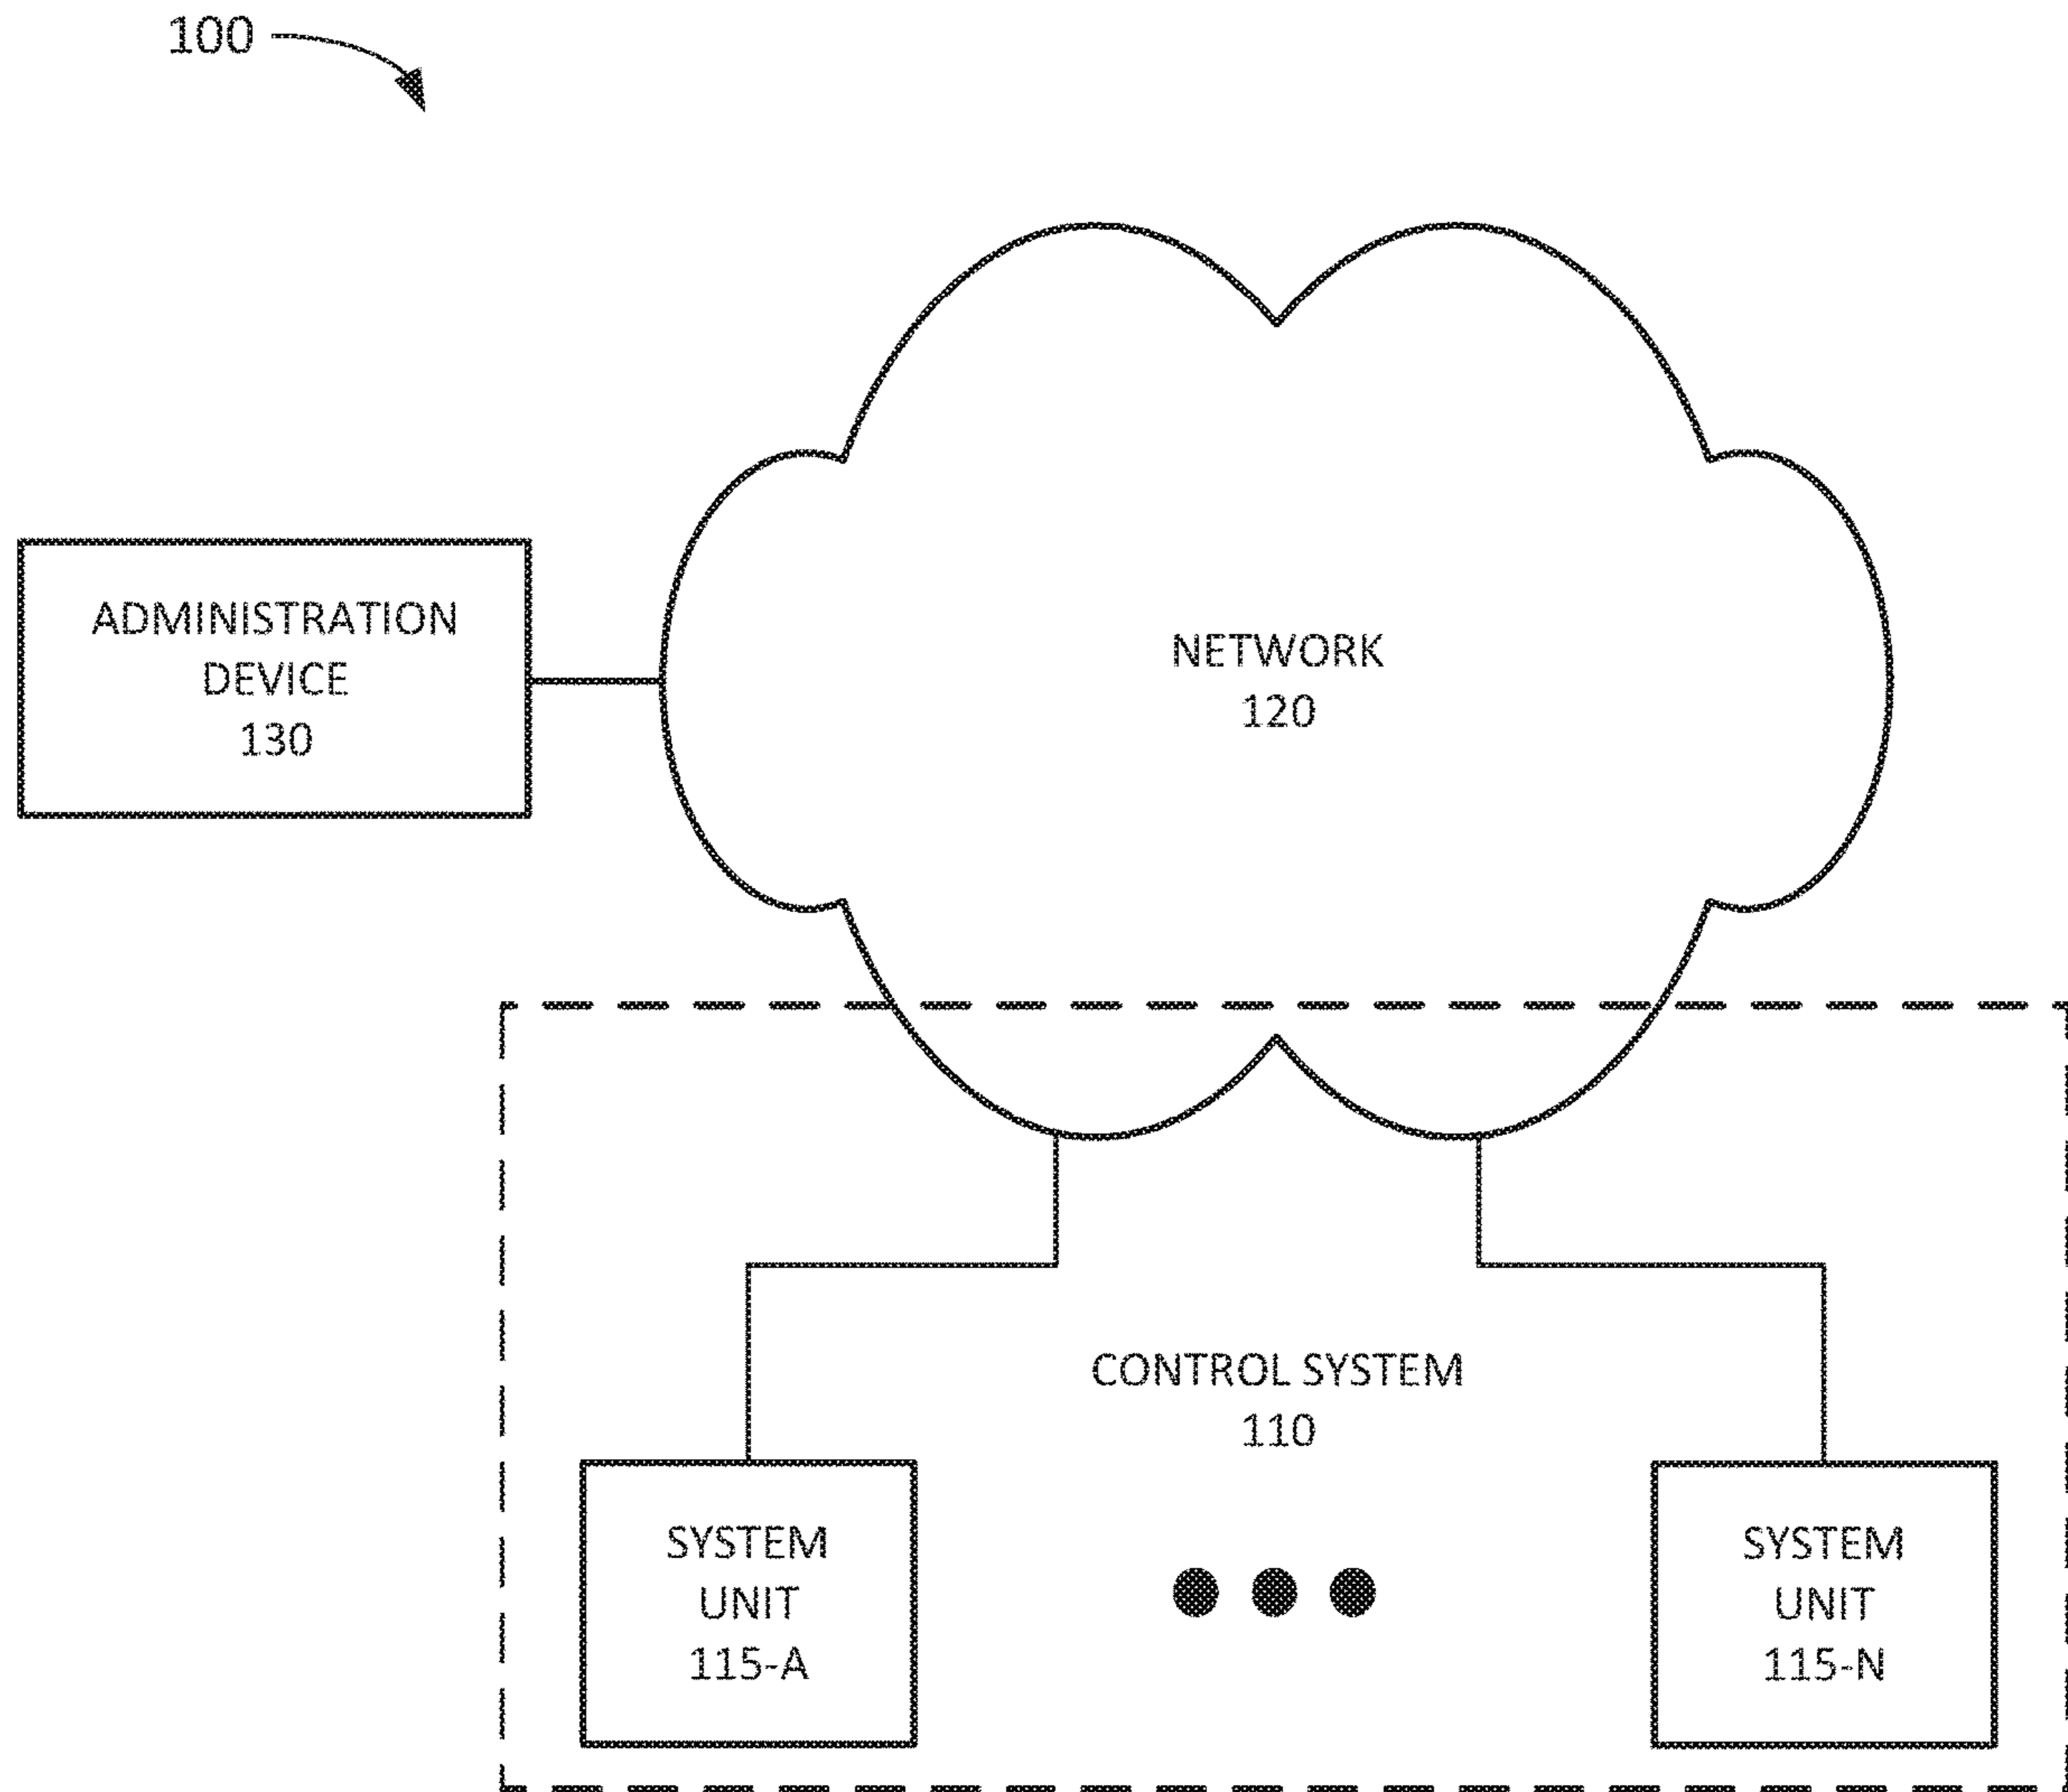 100
ADMINISTRATION
DEVICE
130
NETWORK
120
CONTROL SYSTEM
110
SYSTEM
UNIT
115-A
SYSTEM
UNIT
115-N